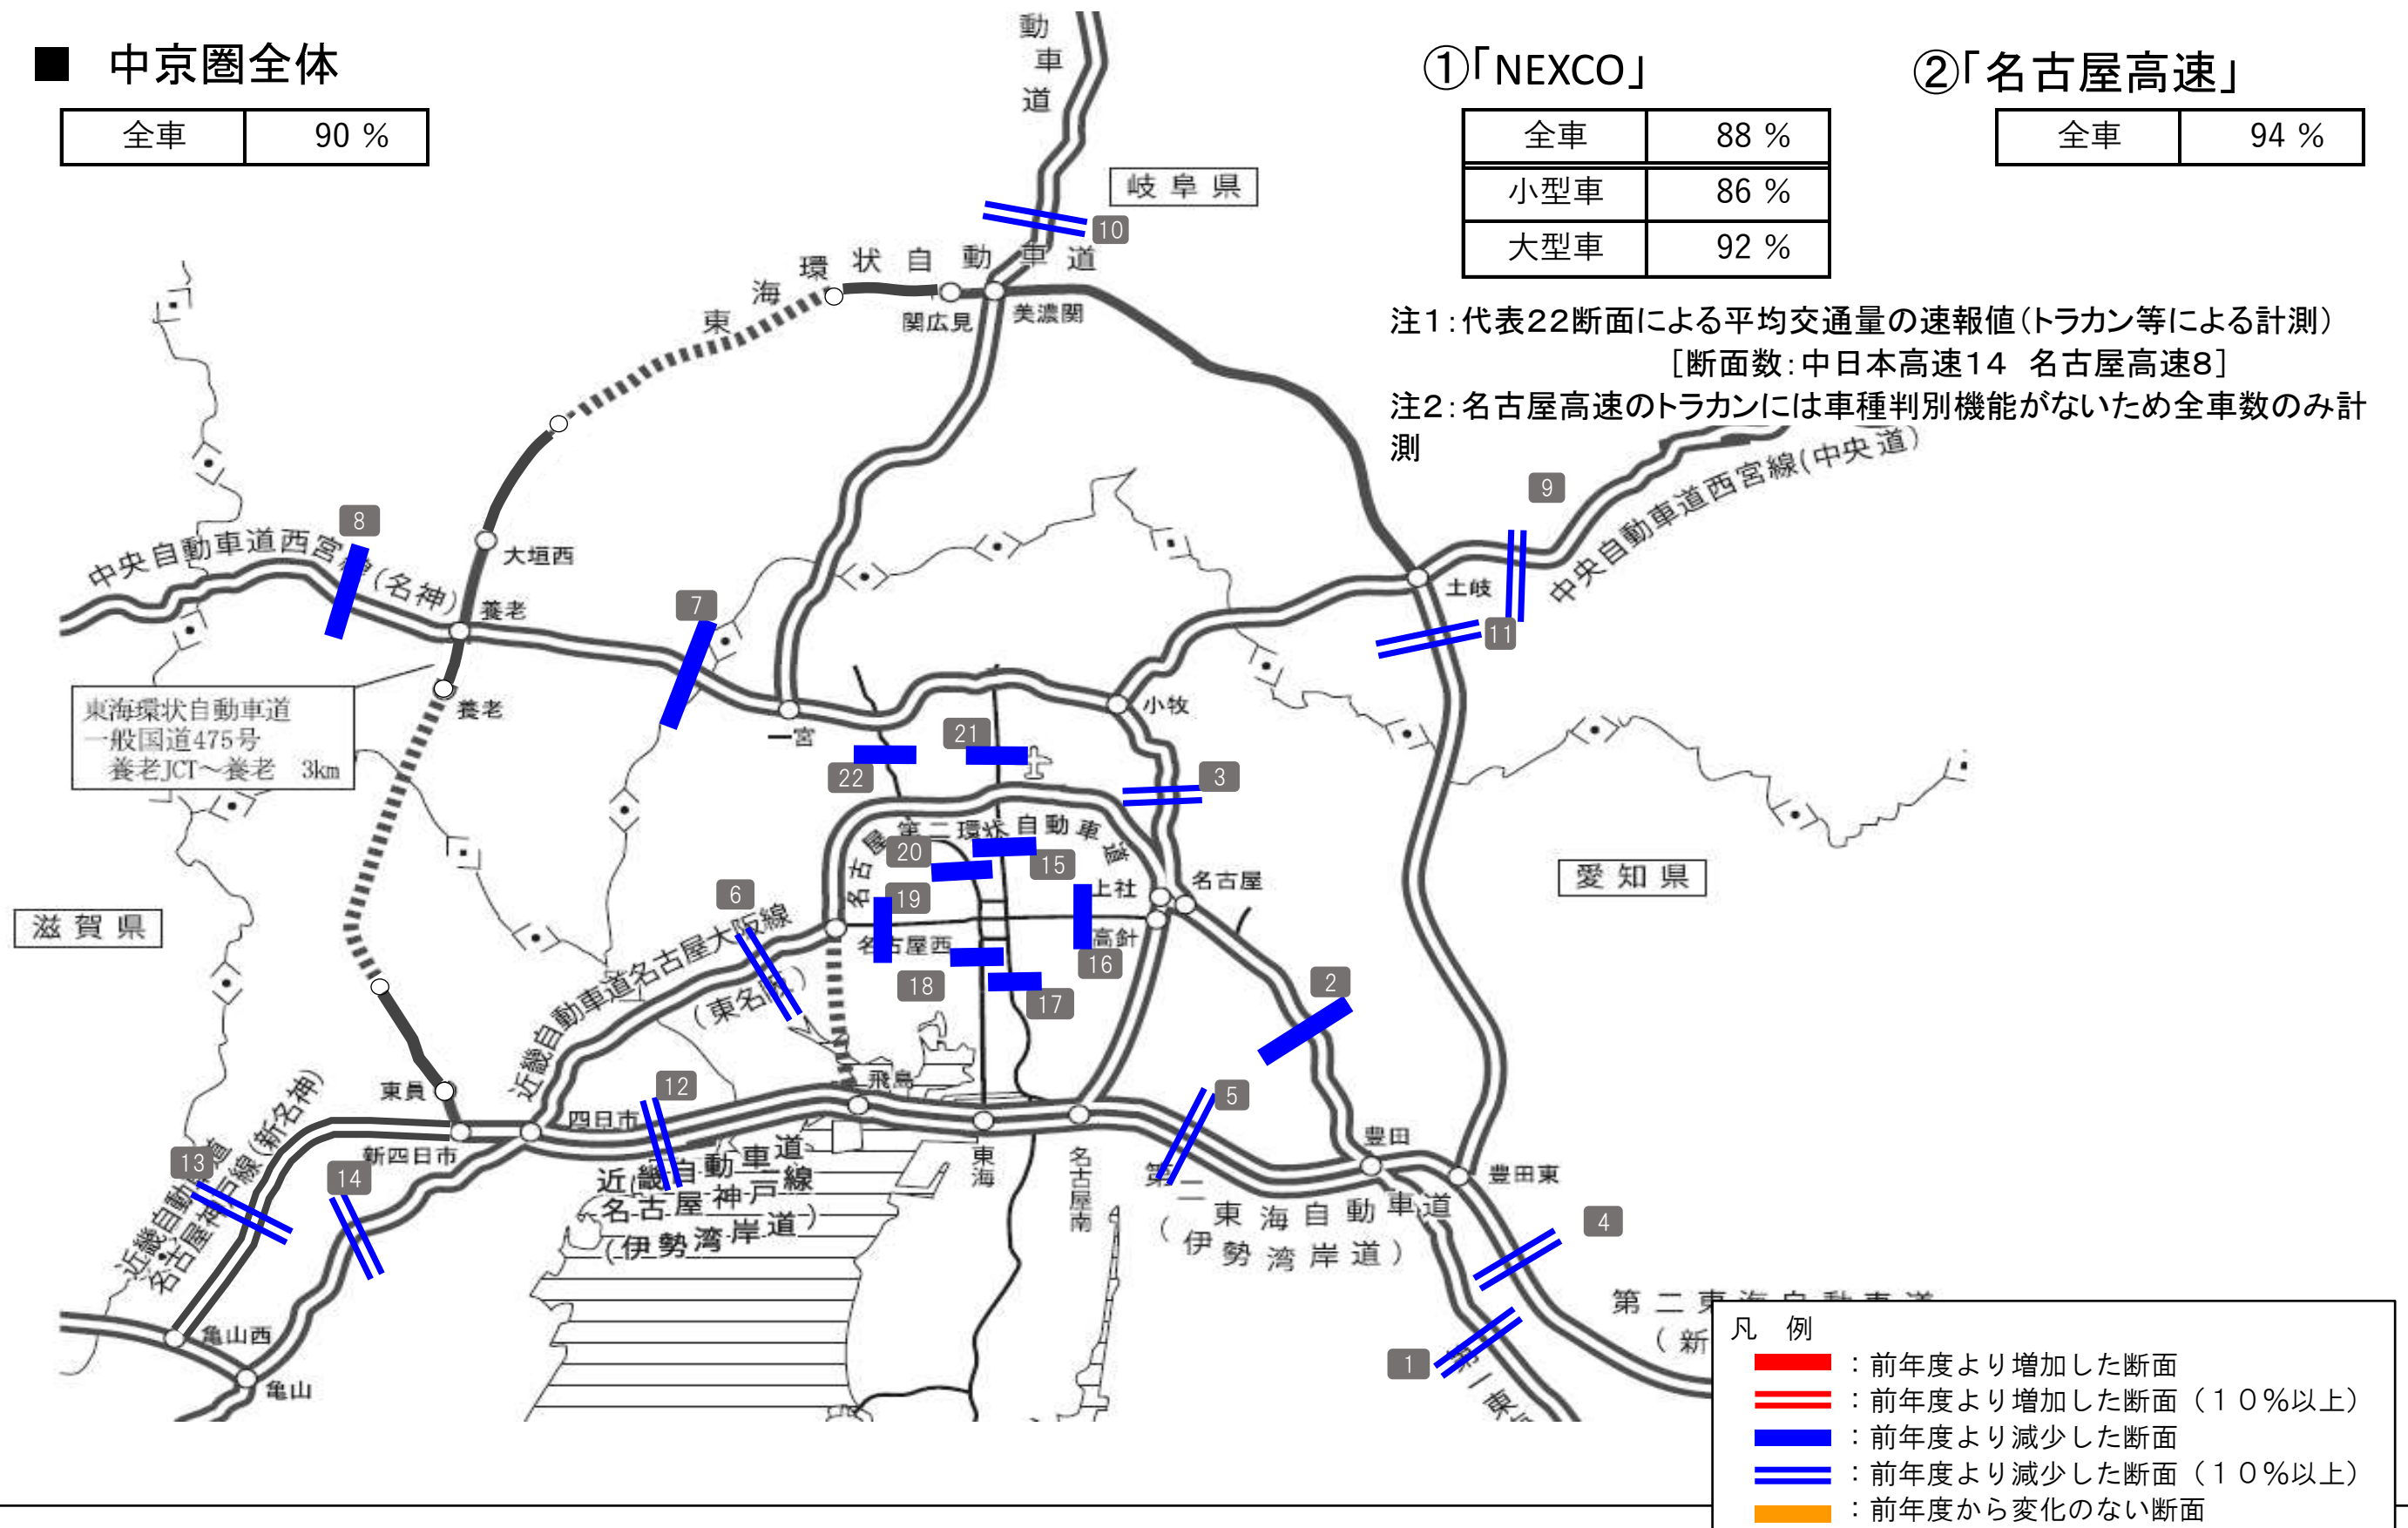 ■ 中京圏全体
全車 90 %
①「NEXCO」
全車 88 %
小型車 86 %
大型車 92 %
②「名古屋高速」
全車 94 %
注1:代表22断面による平均交通量の速報値(トラカン等による計測)
[断面数:中日本高速14 名古屋高速8]
注2:名古屋高速のトラカンには車種判別機能がないため全車数のみ計
測
動車道
岐阜県
10
東海環状自動車道
関広見
美濃関
9
中央自動車道西宮線(中央道)
8
中央自動車道西宮線(名神)
大垣西
養老
7
土岐
11
東海環状自動車道
一般国道475号
養老JCT~養老 3km
養老
一宮
小牧
21
22
3
名古屋第二環状自動車道
20
15
19
上社
名古屋
愛知県
滋賀県
6
近畿自動車道名古屋大阪線
(東名阪)
名古屋西
高針
16
18
17
2
飛島
東員
12
四日市
5
新四日市
13
14
近畿自動車道
名古屋神戸線(新名神)
近畿自動車道
名古屋神戸線
(伊勢湾岸道)
東海
名古屋南
豊田
豊田東
第二東海自動車道
(伊勢湾岸道)
4
亀山西
亀山
1
第一東
第二東海自動車道
(新
凡 例
:前年度より増加した断面
:前年度より増加した断面(10%以上)
:前年度より減少した断面
:前年度より減少した断面(10%以上)
:前年度から変化のない断面